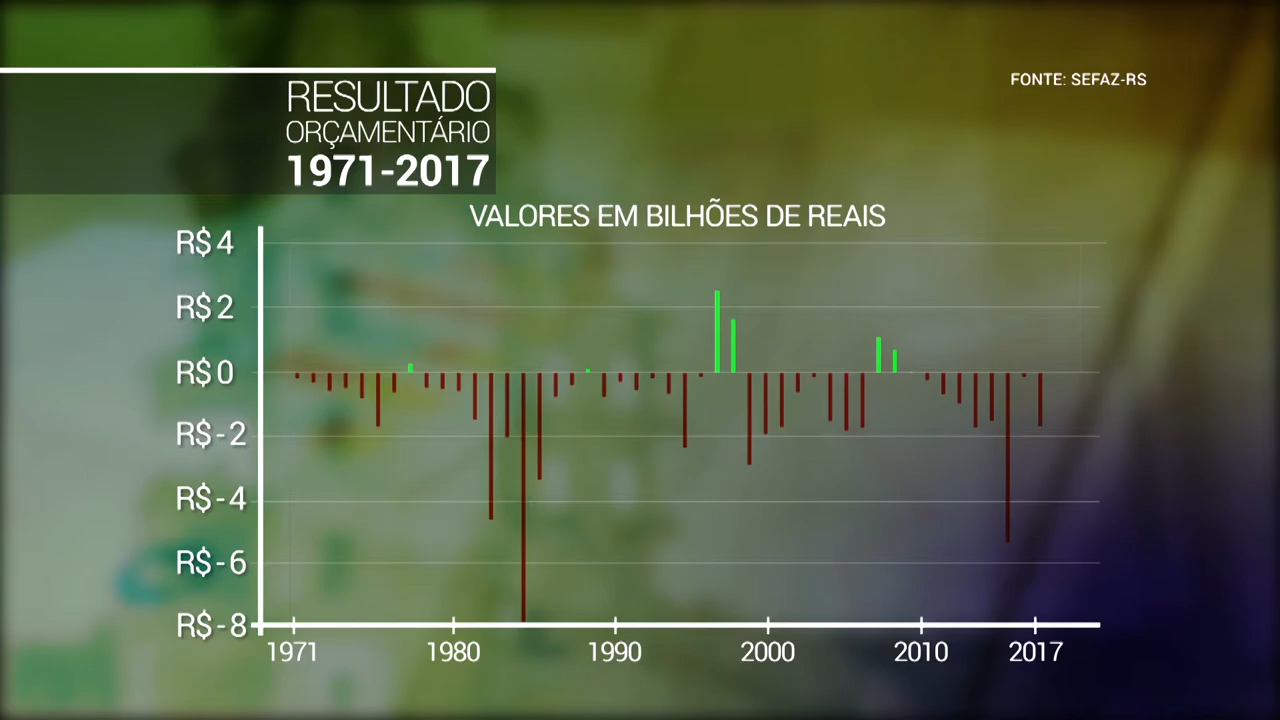 RESULTADO
ORÇAMENTÁRIO
1971-2017
FONTE: SEFAZ-RS
VALORES EM BILHÕES DE REAIS
R$ 4
R$ 2
R$ 0
R$ -2
R$ -4
R$ -6
R$ -8
1971 1980 1990 2000 2010 2017